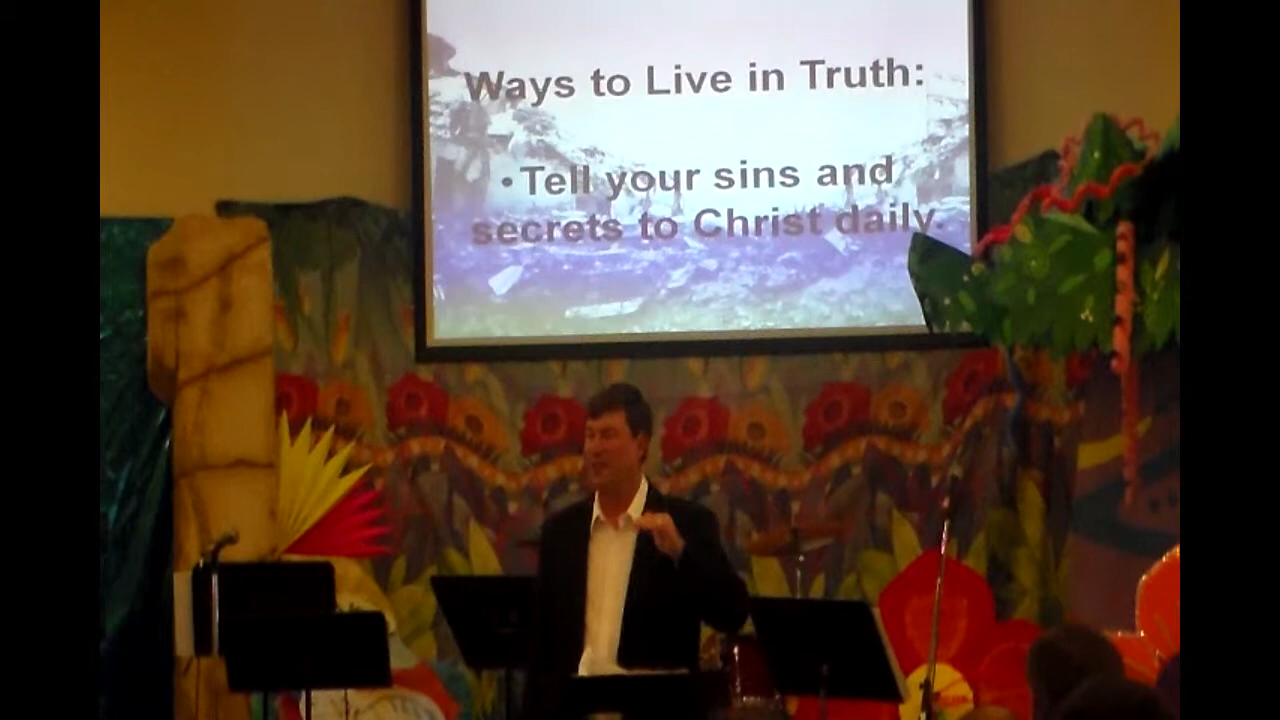 Ways to Live in Truth:
•Tell your sins and
secrets to Christ daily.